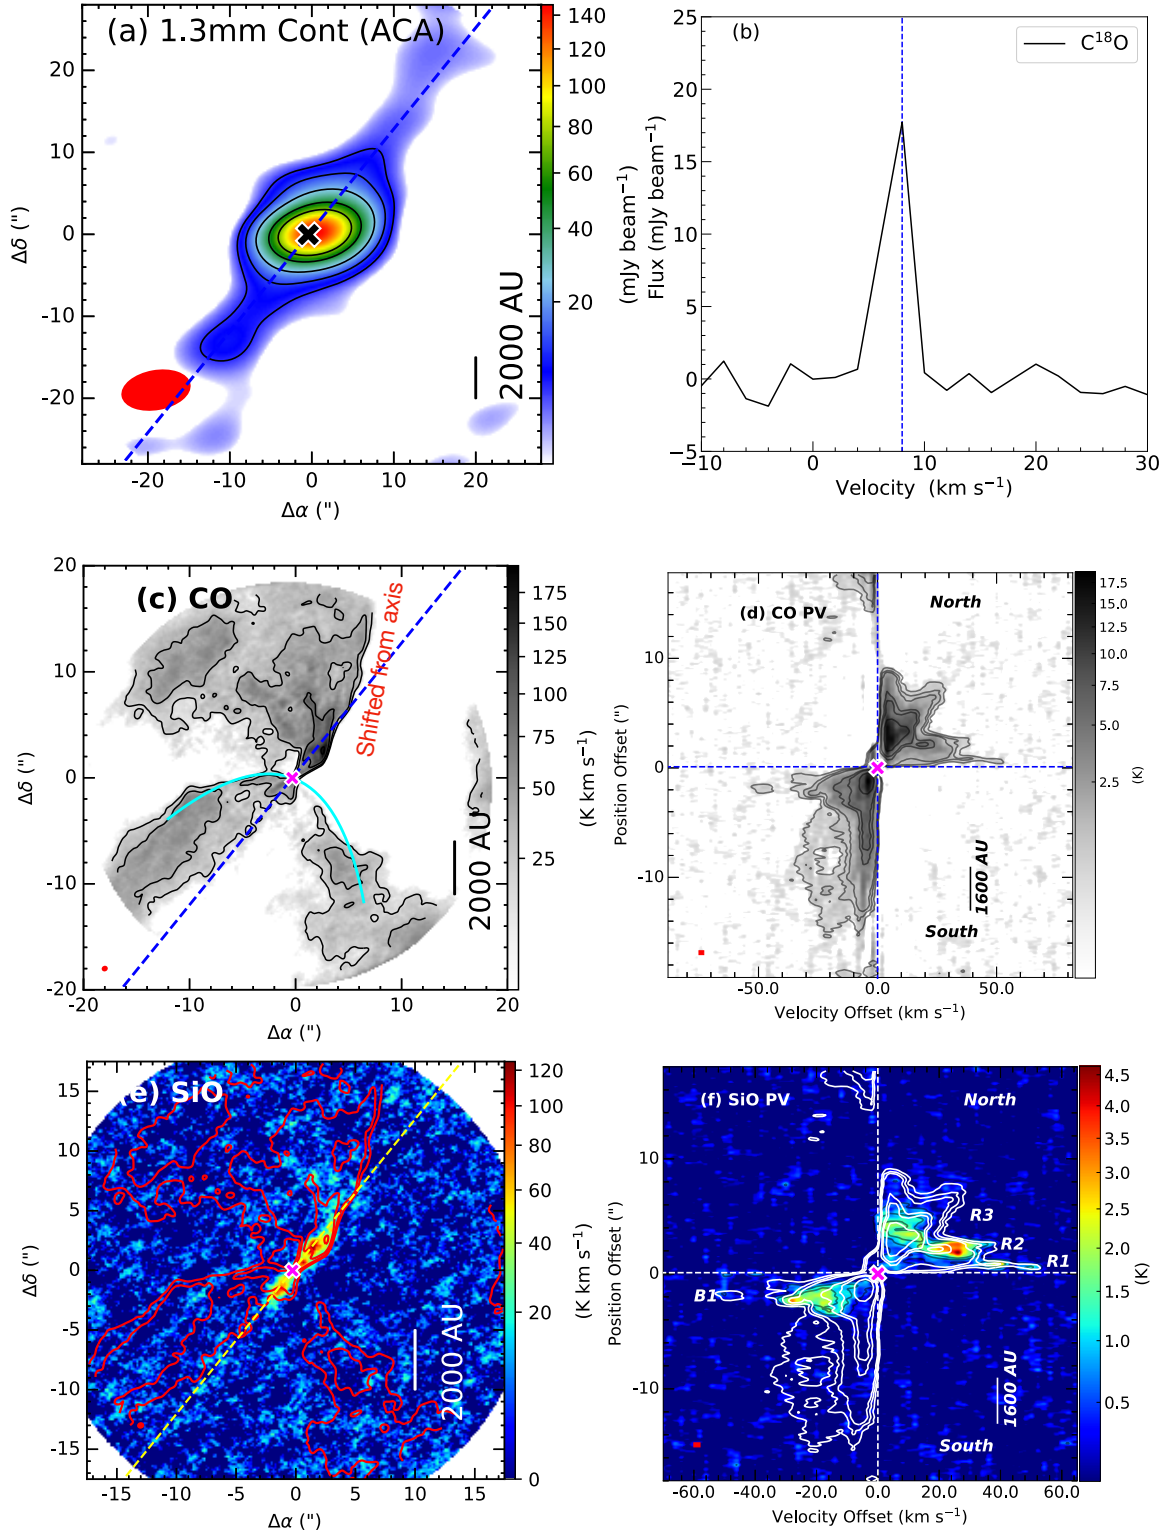 (a) 1.3mm Cont (ACA)
20
10
0
-10
-20
Δδ (")
-20
-10
0
10
20
Δα (")
2000 AU
140
120
100
80
60
40
20
(mJy beam⁻¹)
(b)
C¹⁸O
25
20
15
10
5
0
−5
Flux (mJy beam⁻¹)
−10
0
10
20
30
Velocity (km s⁻¹)
(c) CO
Shifted from axis
20
10
0
-10
-20
Δδ (")
-20
-10
0
10
20
Δα (")
2000 AU
175
150
125
100
75
50
25
(K km s⁻¹)
(d) CO PV
North
South
10
0
-10
Position Offset (")
-50.0
0.0
50.0
Velocity Offset (km s⁻¹)
1600 AU
17.5
15.0
12.5
10.0
7.5
5.0
2.5
(K)
e) SiO
15
10
5
0
-5
-10
-15
Δδ (")
-15
-10
-5
0
5
10
15
Δα (")
2000 AU
120
100
80
60
40
20
0
(K km s⁻¹)
(f) SiO PV
North
R3
R2
R1
B1
South
10
0
-10
Position Offset (")
-60.0
-40.0
-20.0
0.0
20.0
40.0
60.0
Velocity Offset (km s⁻¹)
1600 AU
4.5
4.0
3.5
3.0
2.5
2.0
1.5
1.0
0.5
(K)